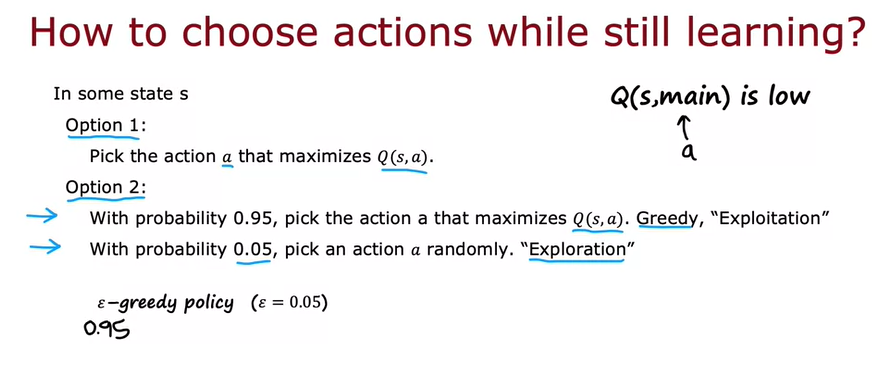 How to choose actions while still learning?
In some state s
Q(s,main) is low
↑
a
Option 1:
Pick the action a that maximizes Q(s, a).
Option 2:
→ With probability 0.95, pick the action a that maximizes Q(s, a). Greedy, “Exploitation”
→ With probability 0.05, pick an action a randomly. “Exploration”
ε-greedy policy (ε = 0.05)
0.95